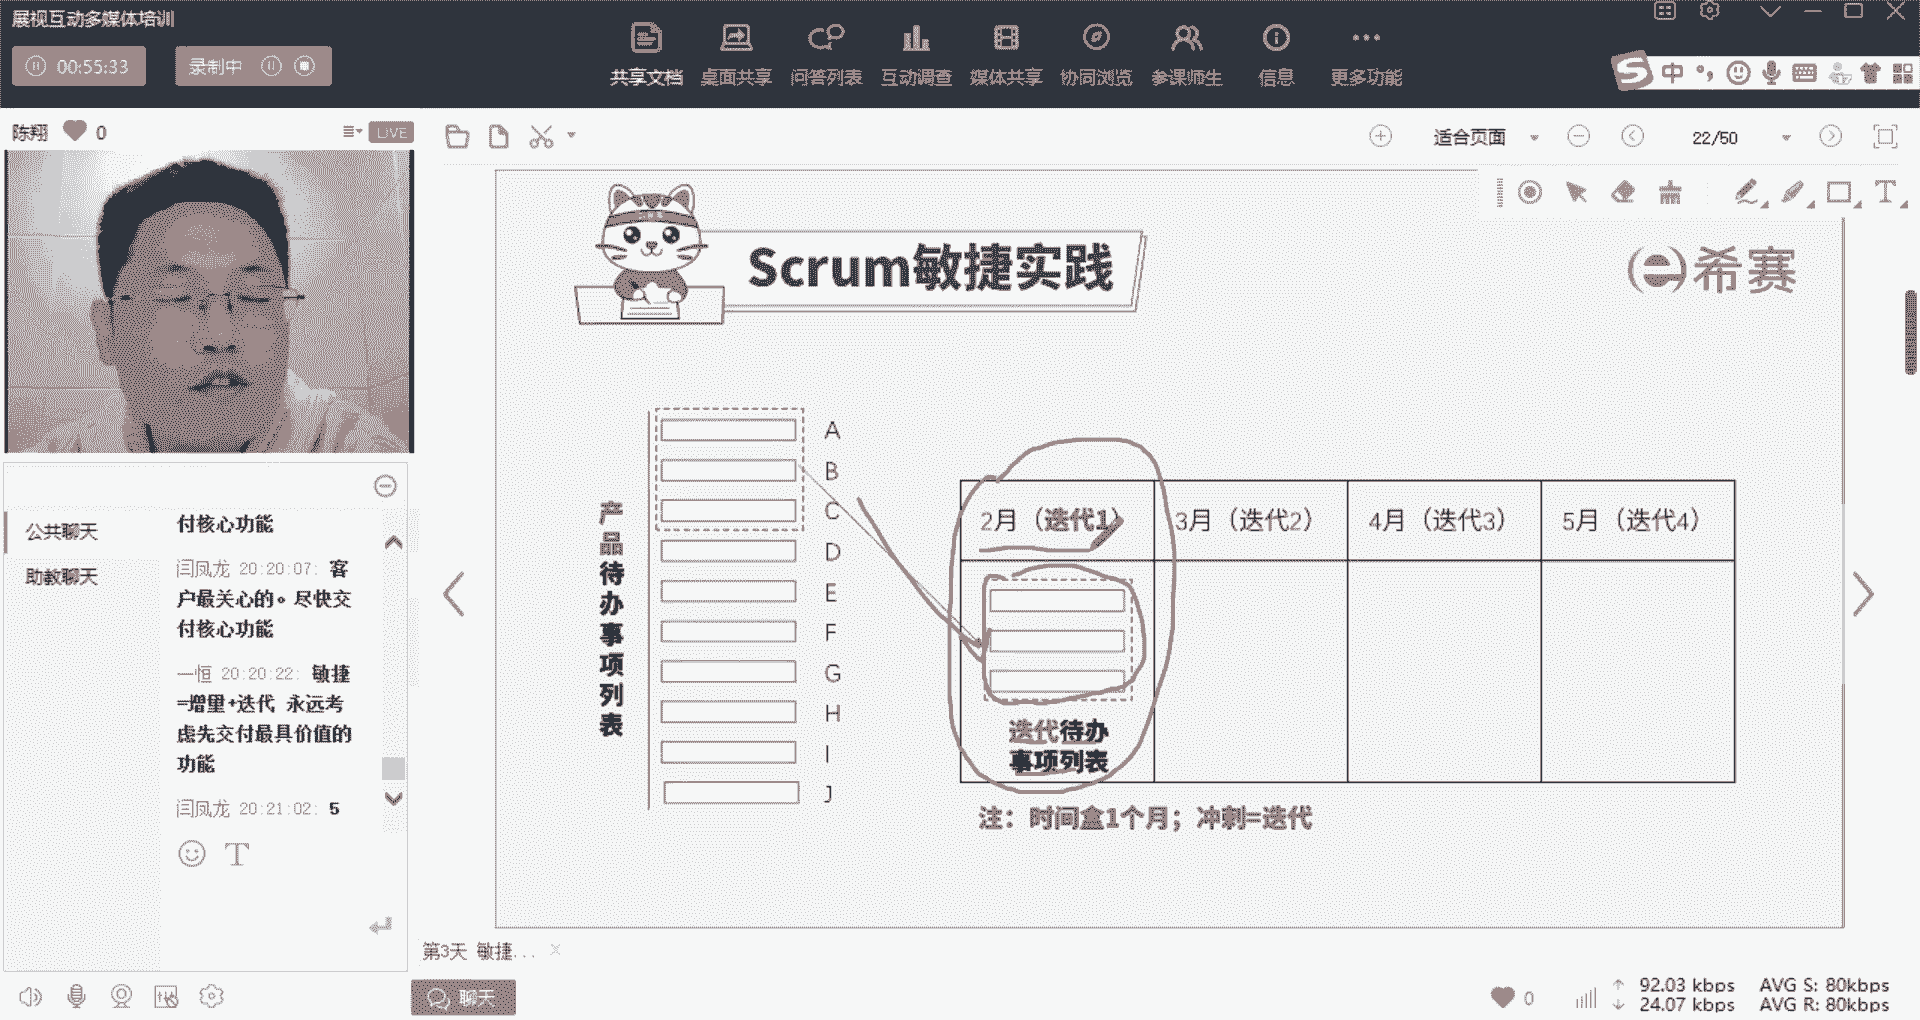 展视互动多媒体培训
00:55:33
录制中
共享文档 桌面共享 问答列表 互动调查 媒体共享 协同浏览 参课师生 信息 更多功能
S中
陈翔 0
LIVE
适合页面
22/50
T
Scrum敏捷实践
希赛
产品待办事项列表
A
B
C
D
E
F
G
H
I
J
2月（迭代1） 3月（迭代2） 4月（迭代3） 5月（迭代4）
迭代待办
事项列表
注：时间盒1个月；冲刺=迭代
公共聊天
助教聊天
付核心功能
闫凤龙 20:20:07: 客
户最关心的。尽快交
付核心功能
一恒 20:20:22: 敏捷
=增量+迭代 永远考
虑先交付最具价值的
功能
闫凤龙 20:21:02: 5
T
第3天 敏捷...
聊天
0
92.03 kbps AVG S: 80kbps
24.07 kbps AVG R: 80kbps